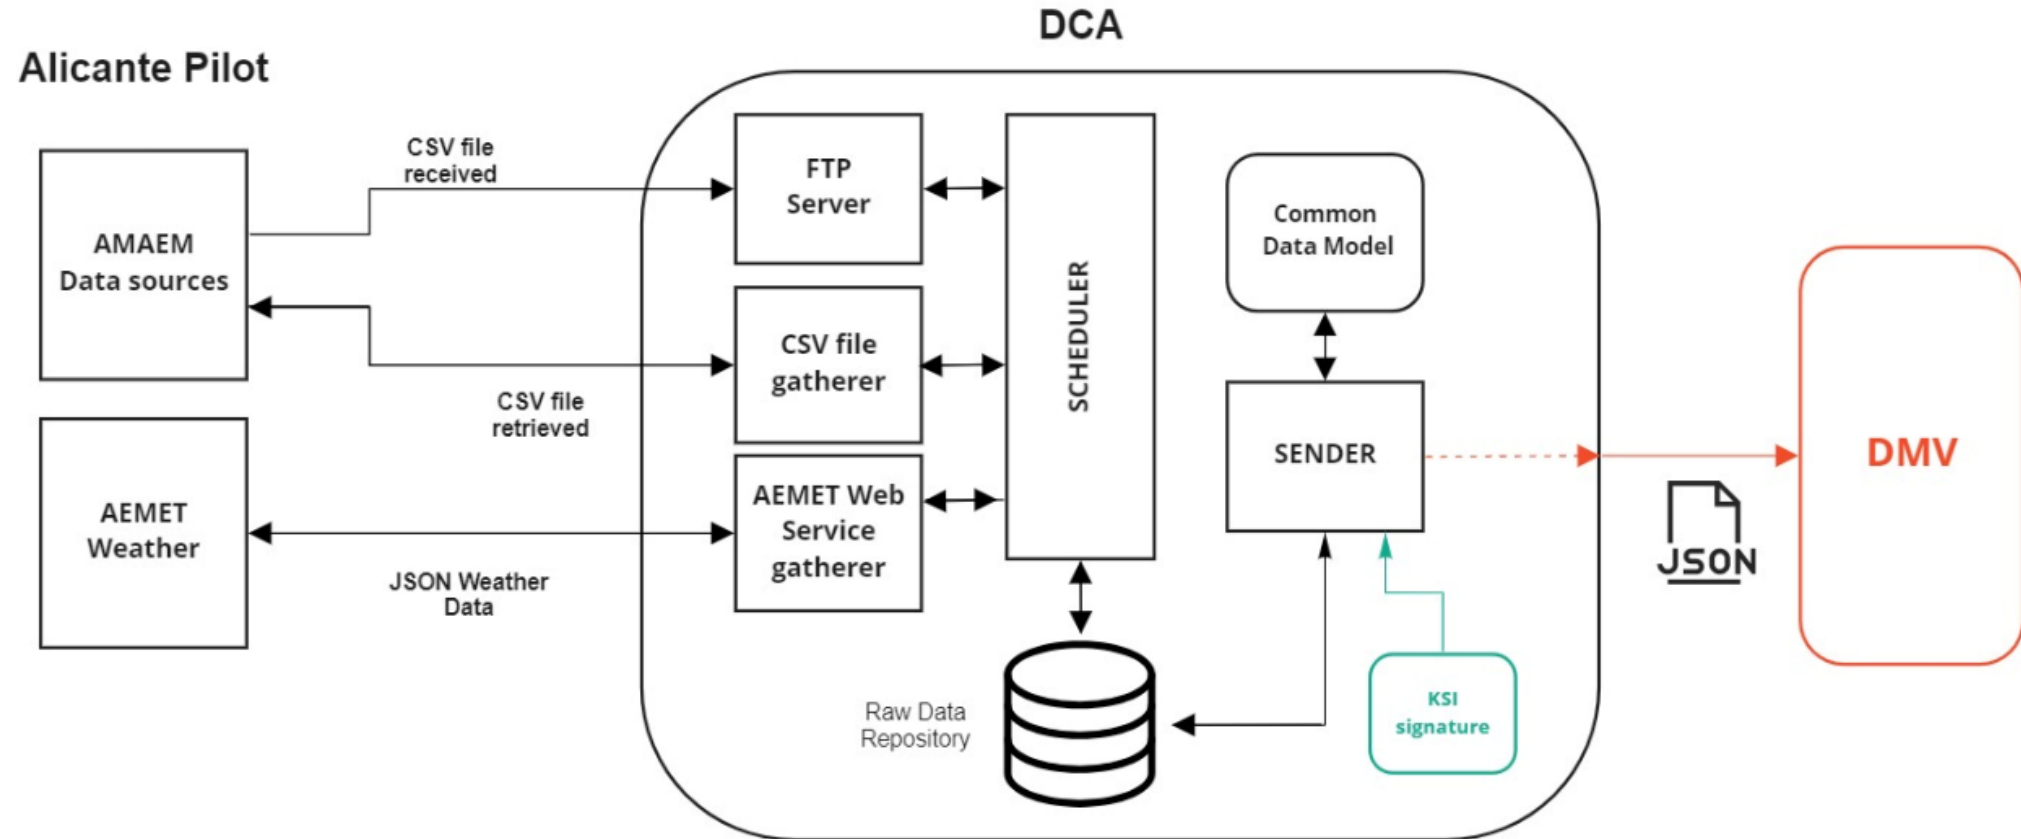 DCA
Alicante Pilot
CSV file
received
FTP
Server
AMAEM
Data sources
Common
Data Model
SCHEDULER
CSV file
gatherer
CSV file
retrieved
SENDER
DMV
AEMET
Weather
AEMET Web
Service
gatherer
JSON Weather
Data
JSON
Raw Data
Repository
KSI
signature